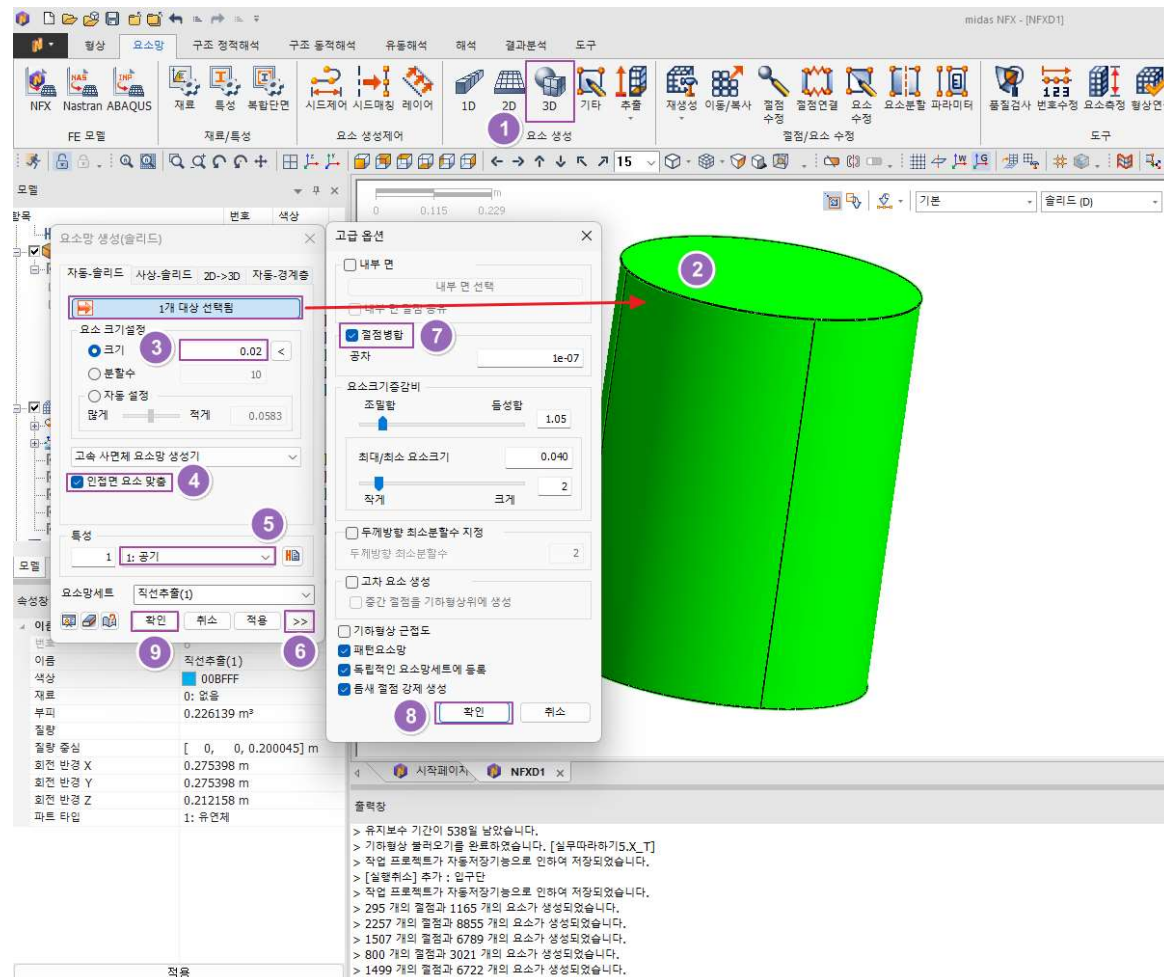 midas NFX - [NFXD1]
형상 요소망 구조 정적해석 구조 동적해석 유동해석 해석 결과분석 도구
NFX Nastran ABAQUS 재료 특성 복합단면 시드제어 시드매칭 레이어 1D 2D 3D 기타 추출 재생성 이동/복사 절점 수정 절점연결 요소 수정 요소분할 파라미터 품질검사 번호수정 요소측정 형상연
1
FE 모델 재료/특성 요소 생성제어 요소 생성 절점/요소 수정 도구
15
모델
항목 번호 색상
m
0 0.115 0.229
기본 솔리드 (D)
요소망 생성(솔리드)
자동-솔리드 사상-솔리드 2D->3D 자동-경계층
1개 대상 선택됨
요소 크기설정
크기 3 0.02 <
분할수 10
자동 설정
많게 적게 0.0583
고속 사면체 요소망 생성기
인접면 요소 맞춤 4
5
특성
1 1: 공기
요소망세트 직선추출(1)
확인 취소 적용 >>
9 6
고급 옵션
내부 면
내부 면 선택
내부 면 절점 공유
절점병합 7
공차 1e-07
요소크기증감비
조밀함 듬성함
1.05
최대/최소 요소크기 0.040
2
작게 크게
두께방향 최소분할수 지정
두께방향 최소분할수 2
고차 요소 생성
중간 절점을 기하형상위에 생성
기하형상 근접도
패턴요소망
독립적인 요소망세트에 등록
틈새 절점 강제 생성
8 확인 취소
2
모델
속성창
번호
이름 직선추출(1)
색상 00BFFF
재료 0: 없음
부피 0.226139 m³
질량
질량 중심 [ 0, 0, 0.200045] m
회전 반경 X 0.275398 m
회전 반경 Y 0.275398 m
회전 반경 Z 0.212158 m
파트 타입 1: 유연체
적용
시작페이지 NFXD1
출력창
> 유지보수 기간이 538일 남았습니다.
> 기하형상 불러오기를 완료하였습니다. [실무따라하기5.X_T]
> 작업 프로젝트가 자동저장기능으로 인하여 저장되었습니다.
> [실행취소] 추가 : 입구단
> 작업 프로젝트가 자동저장기능으로 인하여 저장되었습니다.
> 295 개의 절점과 1165 개의 요소가 생성되었습니다.
> 2257 개의 절점과 8855 개의 요소가 생성되었습니다.
> 1507 개의 절점과 6789 개의 요소가 생성되었습니다.
> 800 개의 절점과 3021 개의 요소가 생성되었습니다.
> 1499 개의 절점과 6722 개의 요소가 생성되었습니다.